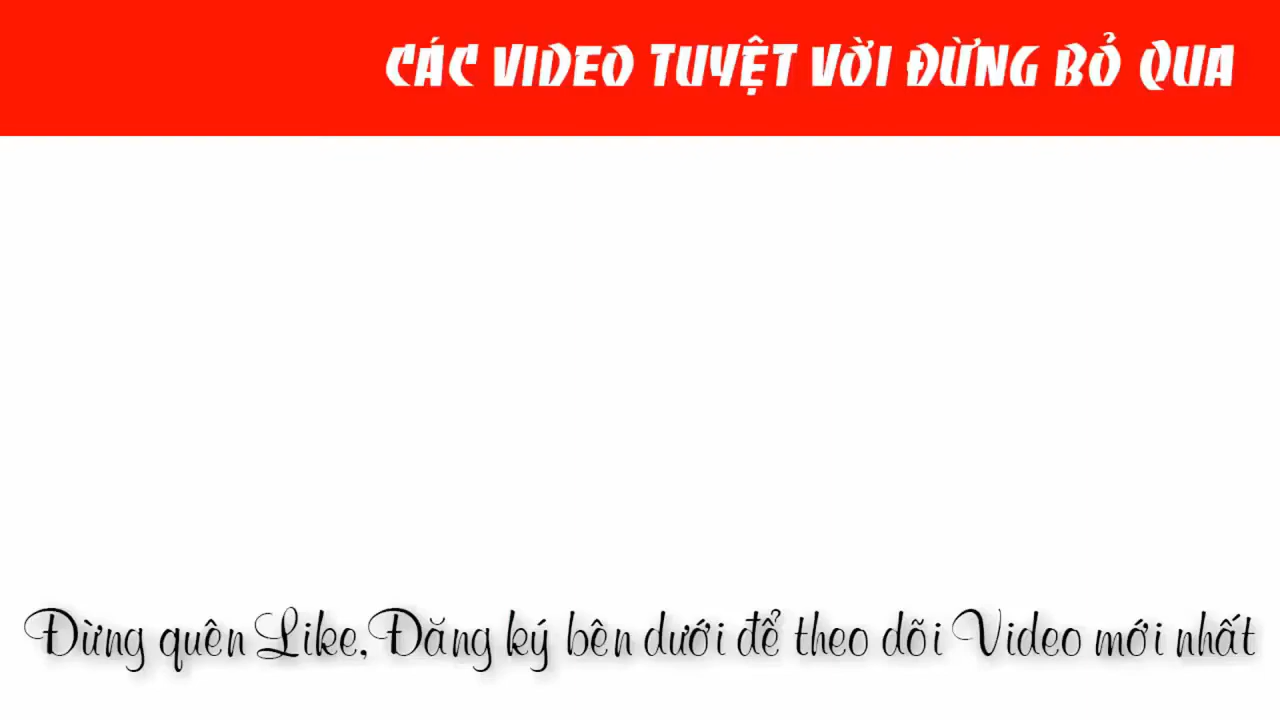 CÁC VIDEO TUYỆT VỜI ĐỪNG BỎ QUA
Đừng quên Like,Đăng ký bên dưới để theo dõi Video mới nhất